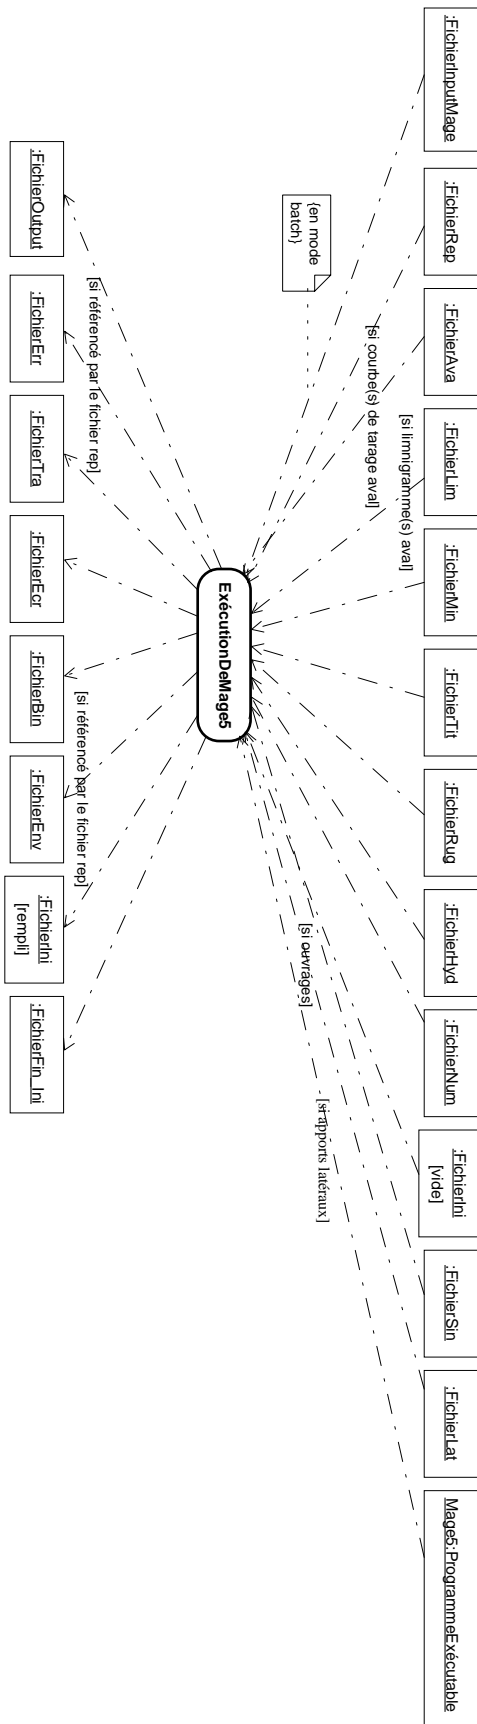 :FichierInputMage
:FichierRep
:FichierAva
:FichierLim
:FichierMin
:FichierTit
:FichierRug
:FichierHyd
:FichierNum
:FichierIni
[vide]
:FichierSin
:FichierLat
Mage5:ProgrammeExécutable
[si limnigramme(s) aval]
[si courbe(s) de tarage aval]
{en mode
batch}
[si ouvrages]
[si apports latéraux]
ExécutionDeMage5
[si référencé par le fichier rep]
[si référencé par le fichier rep]
:FichierOutput
:FichierErr
:FichierTra
:FichierEcr
:FichierBin
:FichierEnv
:FichierIni
[rempli]
:FichierFin_Ini